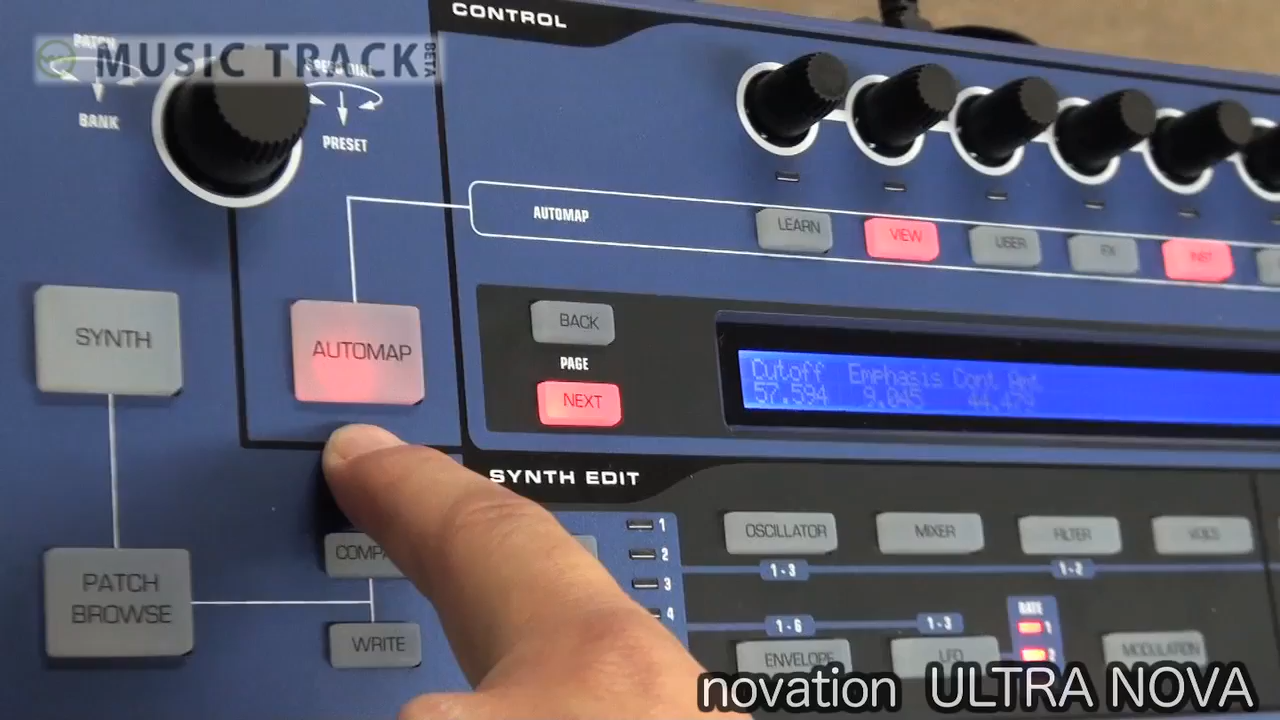 CONTROL
PATCH
MUSIC TRACK BETA
SPEED DIAL
BANK
PRESET
AUTOMAP
LEARN
VIEW
USER
FX
INST
SYNTH
AUTOMAP
BACK
PAGE
NEXT
Cutoff Emphasis Cont Amt
57.594 9.045 44.479
SYNTH EDIT
1
2
3
4
OSCILLATOR
MIXER
FILTER
1-3
1-2
PATCH
BROWSE
WRITE
1-6
1-3
RATE
1
2
ENVELOPE
LFO
MODULATION
novation ULTRA NOVA